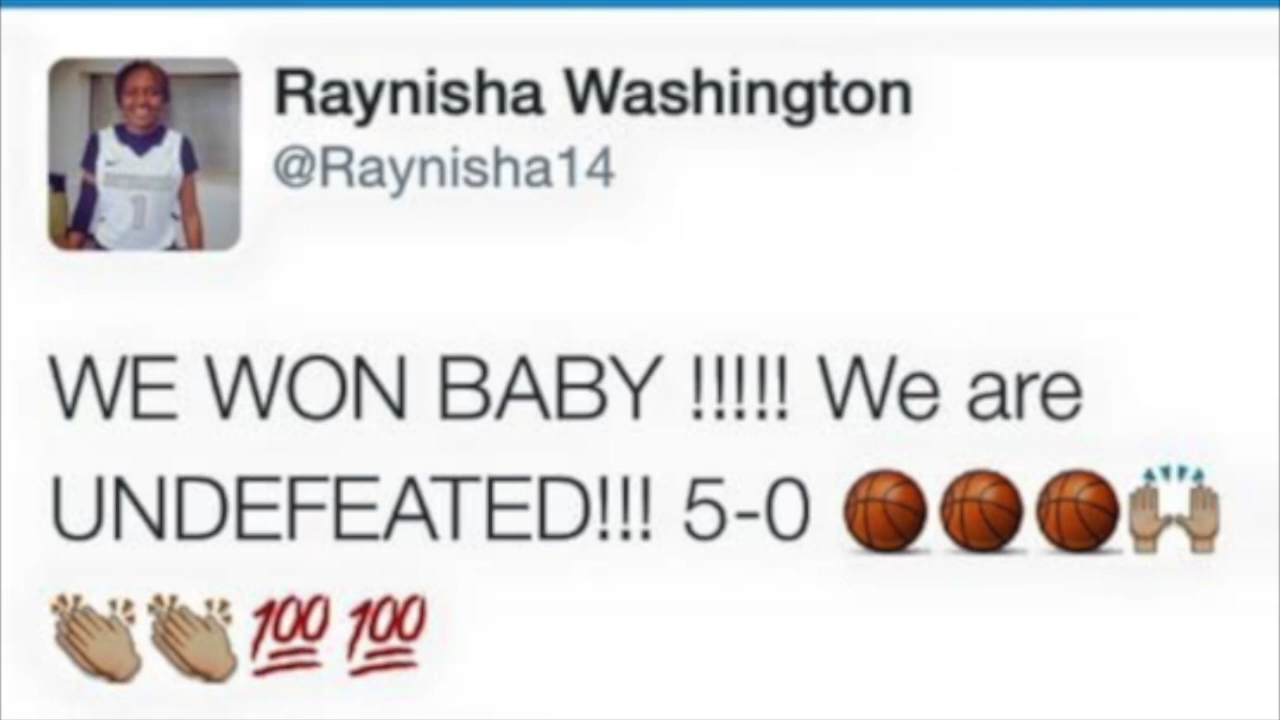 Raynisha Washington
@Raynisha14
WE WON BABY !!!!! We are
UNDEFEATED!!! 5-0 🏀🏀🏀🙌🏼
👏🏼👏🏼💯💯